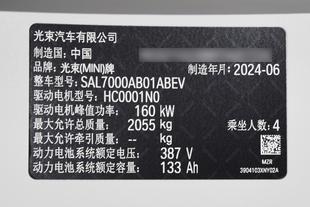 光束汽车有限公司
制造国：中国
品牌：光束(MINI)牌 制造年月：2024-06
整车型号：SAL7000AB01ABEV
驱动电机型号：HC0001N0
驱动电机峰值功率：160 kW
最大允许总质量：2055 kg 乘坐人数：4
最大允许牵引质量：-- kg
动力电池系统额定电压：387 V
动力电池系统额定容量：133 Ah
MZR
3904103XNY02A